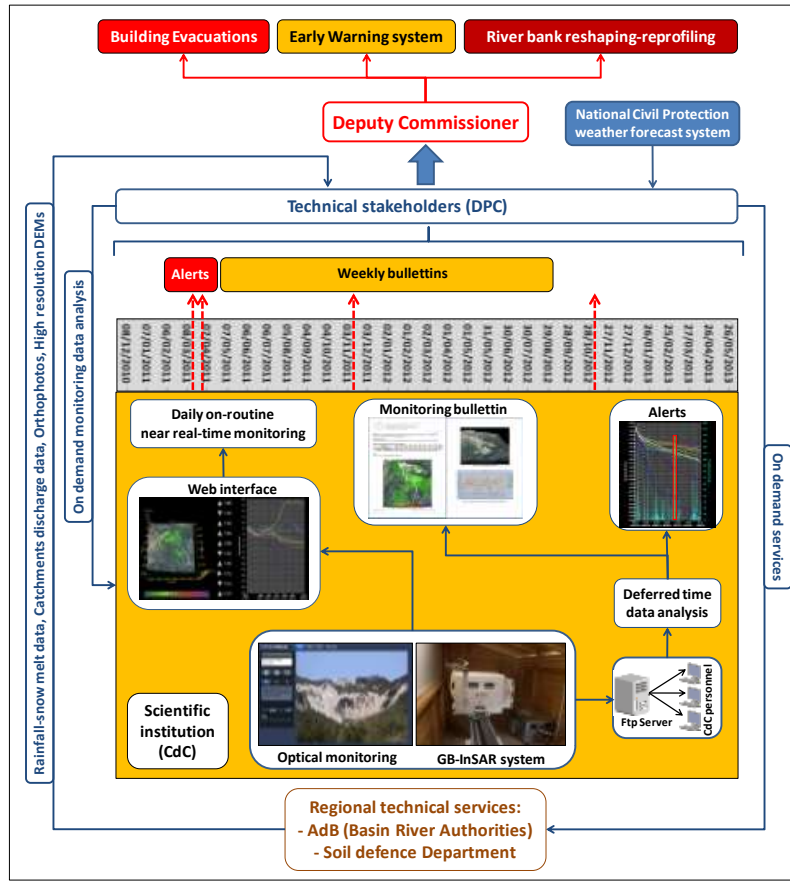 Building Evacuations
Early Warning system
River bank reshaping-reprofiling
Deputy Commissioner
National Civil Protection
weather forecast system
Technical stakeholders (DPC)
Rainfall-snow melt data, Catchments discharge data, Orthophotos, High resolution DEMs
On demand monitoring data analysis
Alerts
Weekly bullettins
08/12/2010
07/01/2011
06/02/2011
08/03/2011
07/04/2011
07/05/2011
06/06/2011
06/07/2011
05/08/2011
04/09/2011
04/10/2011
03/11/2011
03/12/2011
02/01/2012
01/02/2012
02/03/2012
01/04/2012
01/05/2012
31/05/2012
30/06/2012
30/07/2012
29/08/2012
28/09/2012
28/10/2012
27/11/2012
27/12/2012
26/01/2013
25/02/2013
27/03/2013
26/04/2013
26/05/2013
Daily on-routine
near real-time monitoring
Monitoring bullettin
Alerts
Web interface
On demand services
Deferred time
data analysis
Scientific
institution
(CdC)
Optical monitoring
GB-InSAR system
Ftp Server
CdC personnel
Regional technical services:
- AdB (Basin River Authorities)
- Soil defence Department